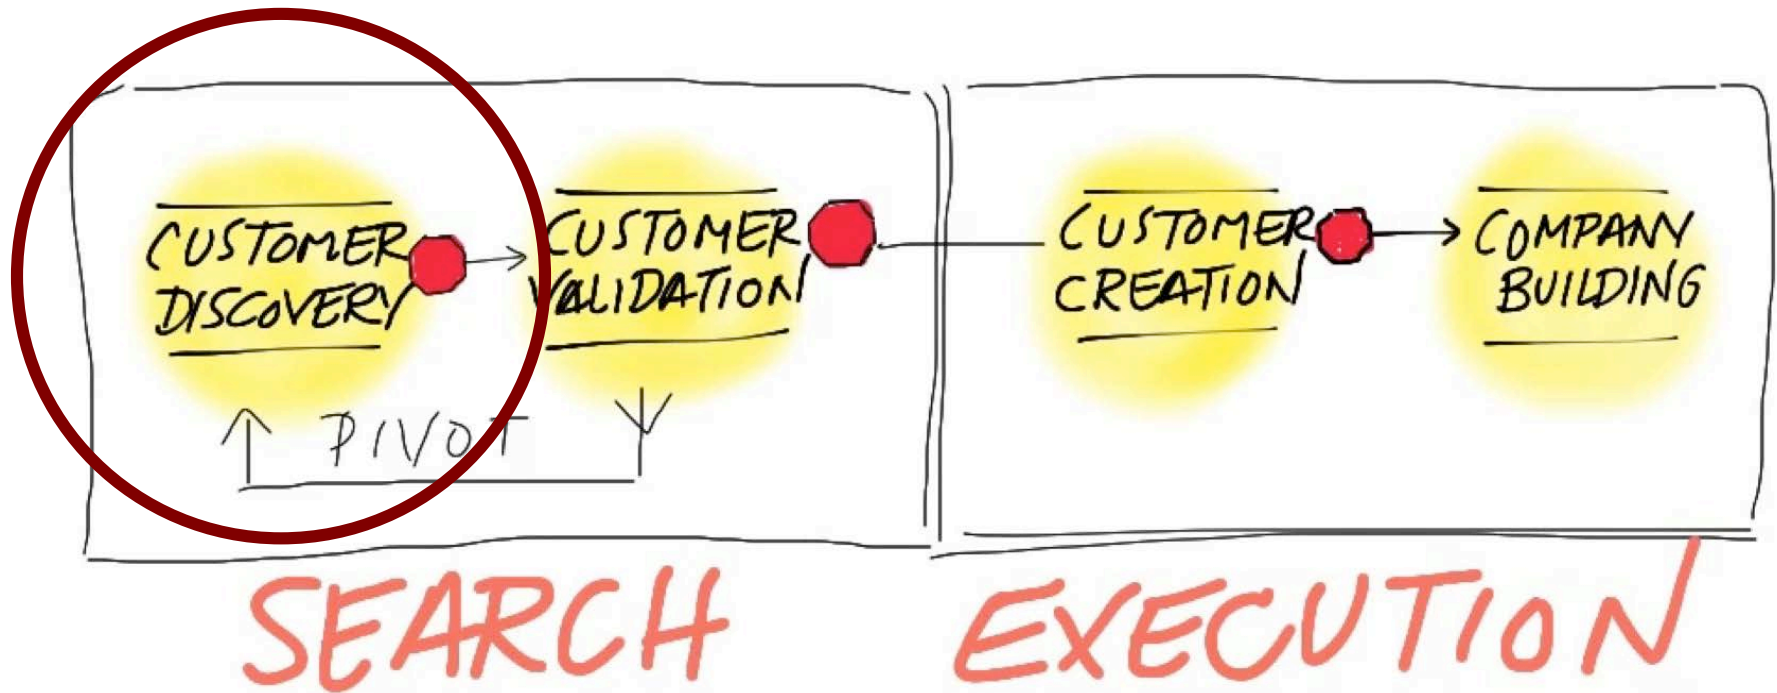 CUSTOMER
DISCOVERY
CUSTOMER
VALIDATION
PIVOT
CUSTOMER
CREATION
COMPANY
BUILDING
SEARCH
EXECUTION